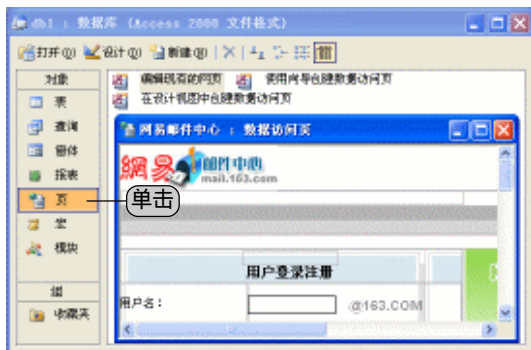 db1 : 数据库 (Access 2000 文件格式)
打开(O) 设计(D) 新建(N)
对象
表
查询
窗体
报表
页
宏
模块
组
收藏夹
编辑现有的网页
使用向导创建数据访问页
在设计视图中创建数据访问页
单击
网易邮件中心 : 数据访问页
網易 邮件中心
mail.163.com
用户登录注册
用户名：
@163.COM